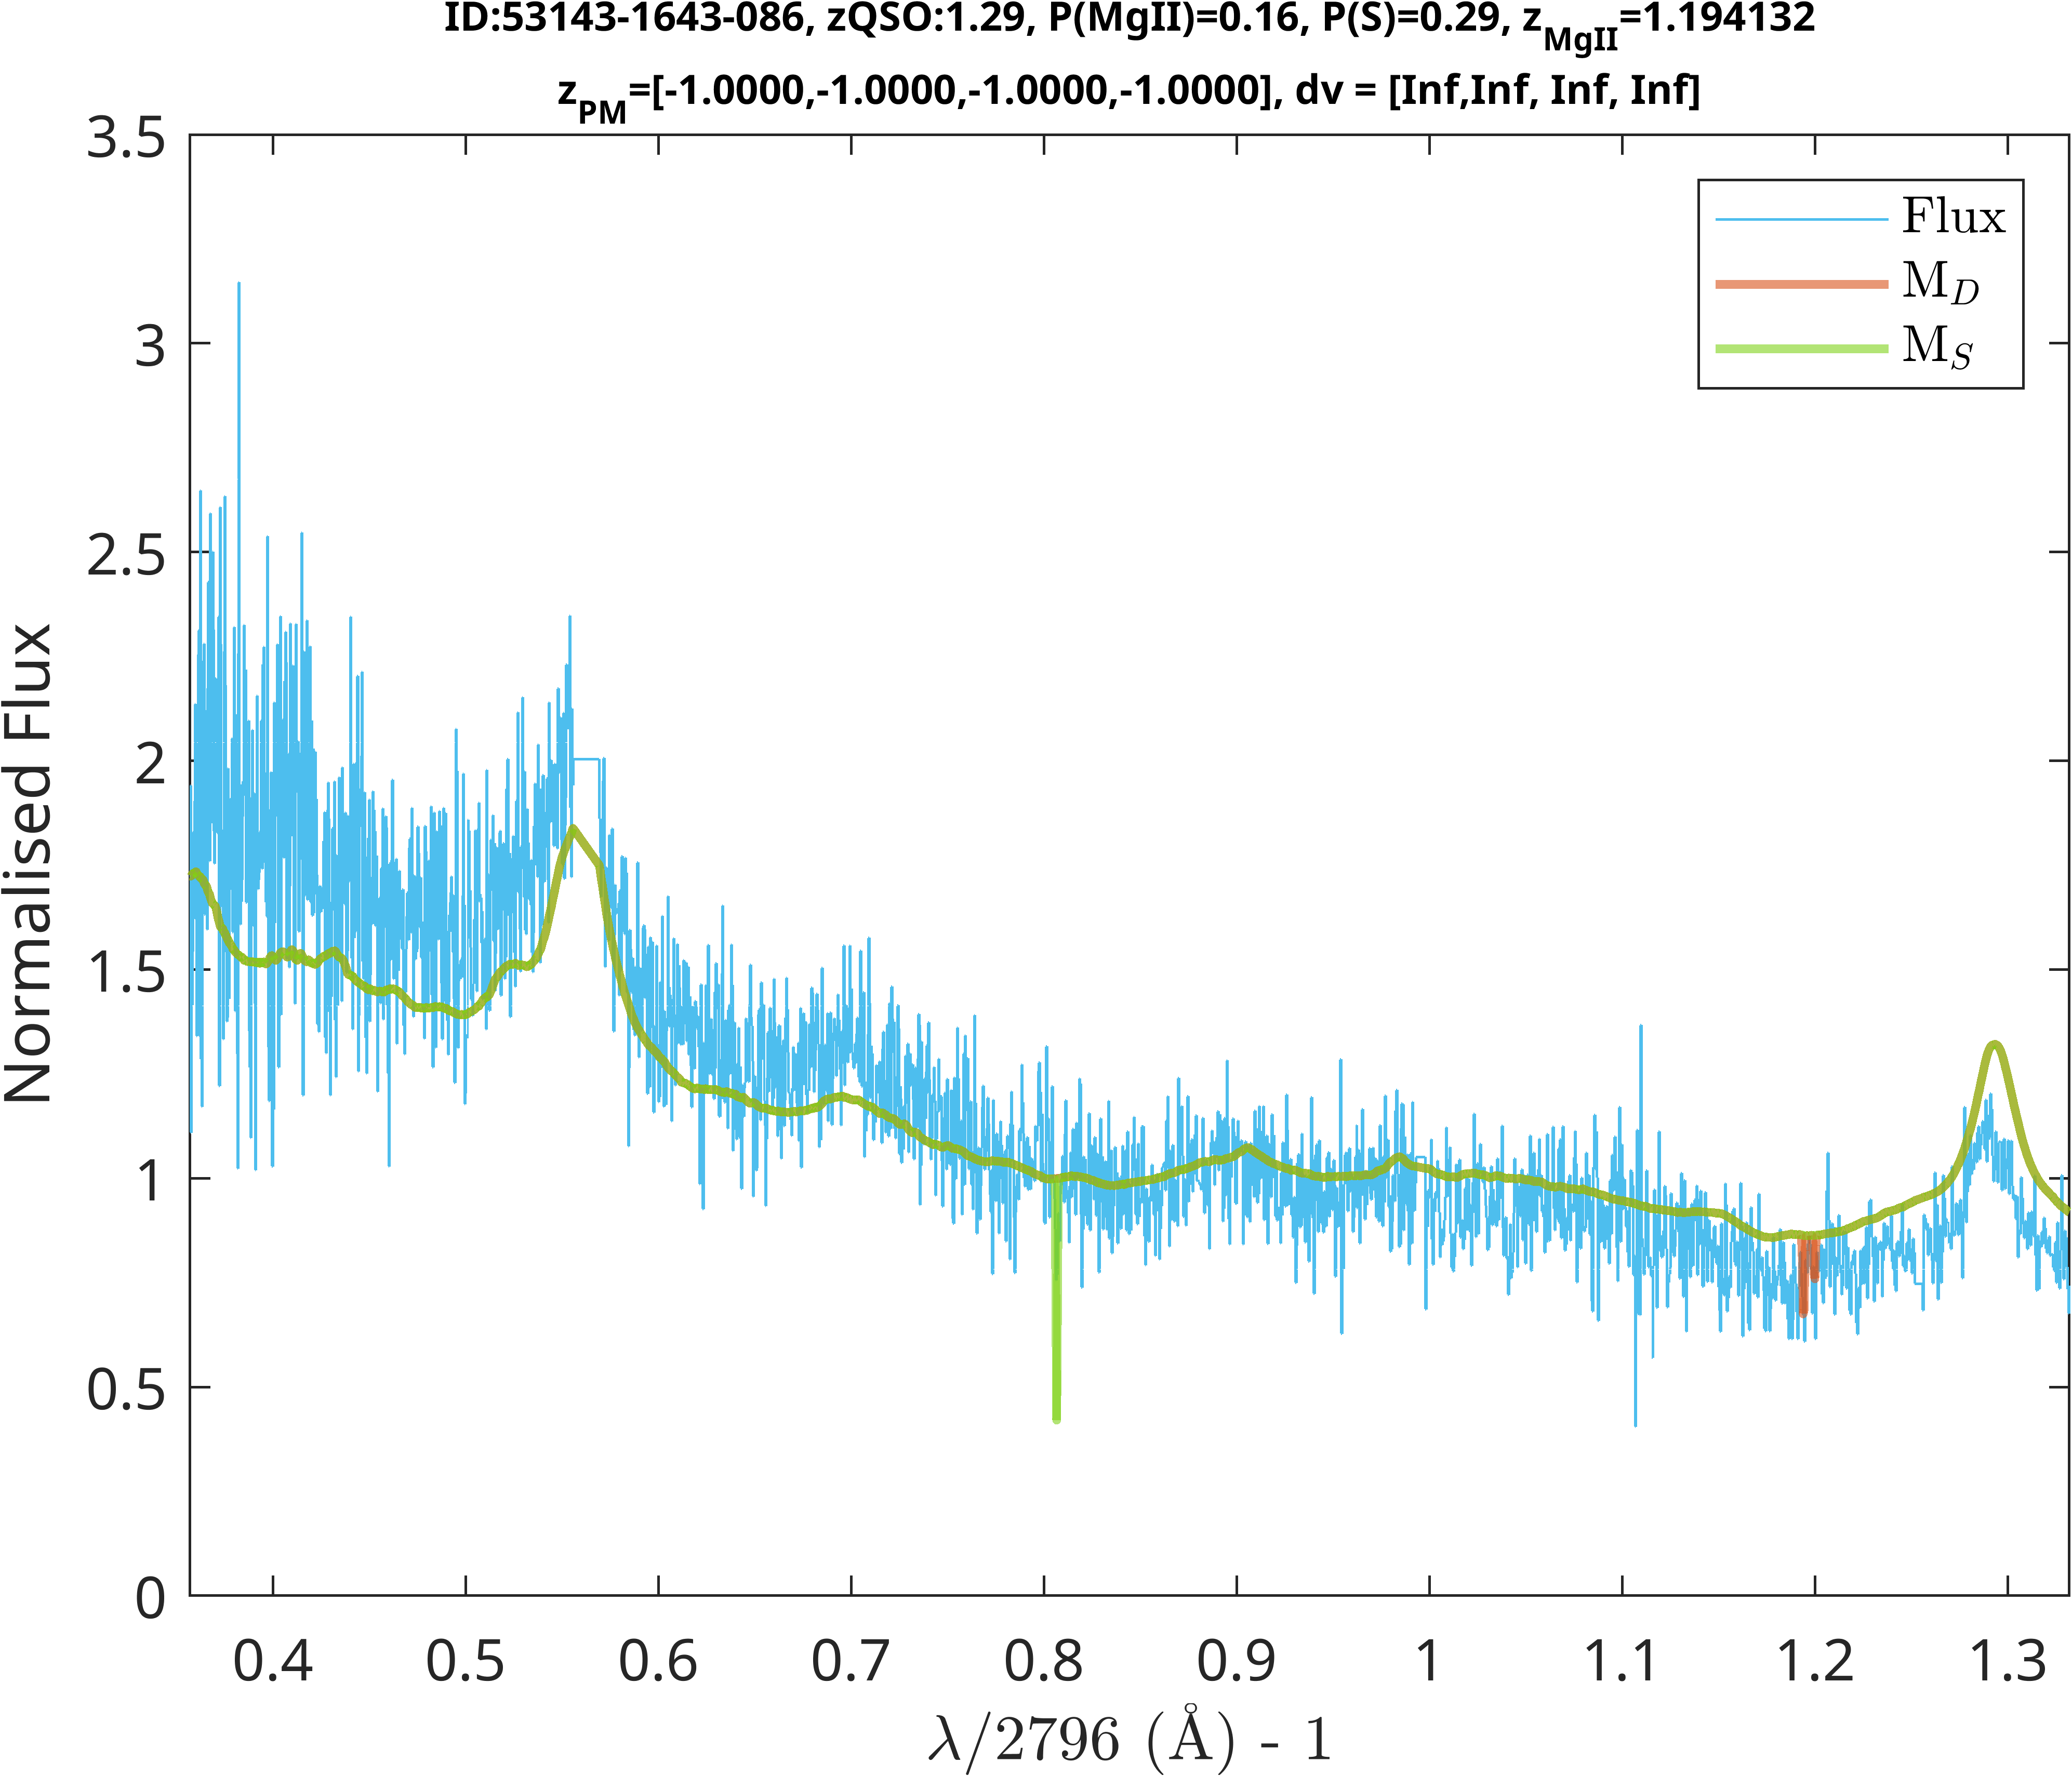 ID:53143-1643-086, zQSO:1.29, P(MgII)=0.16, P(S)=0.29, zMgII=1.194132
zPM=[-1.0000,-1.0000,-1.0000,-1.0000], dv = [Inf,Inf, Inf, Inf]
3.5
3
2.5
2
1.5
1
0.5
0
Normalised Flux
Flux
MD
MS
0.4 0.5 0.6 0.7 0.8 0.9 1 1.1 1.2 1.3
λ/2796 (Å) - 1